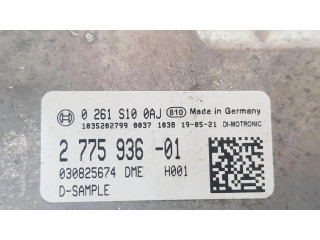 0 261 S10 0AJ 810 Made in Germany
1035202799 0037 1038 19-05-21 DI-MOTRONIC
2 775 936 -01
030825674 DME H001
D-SAMPLE